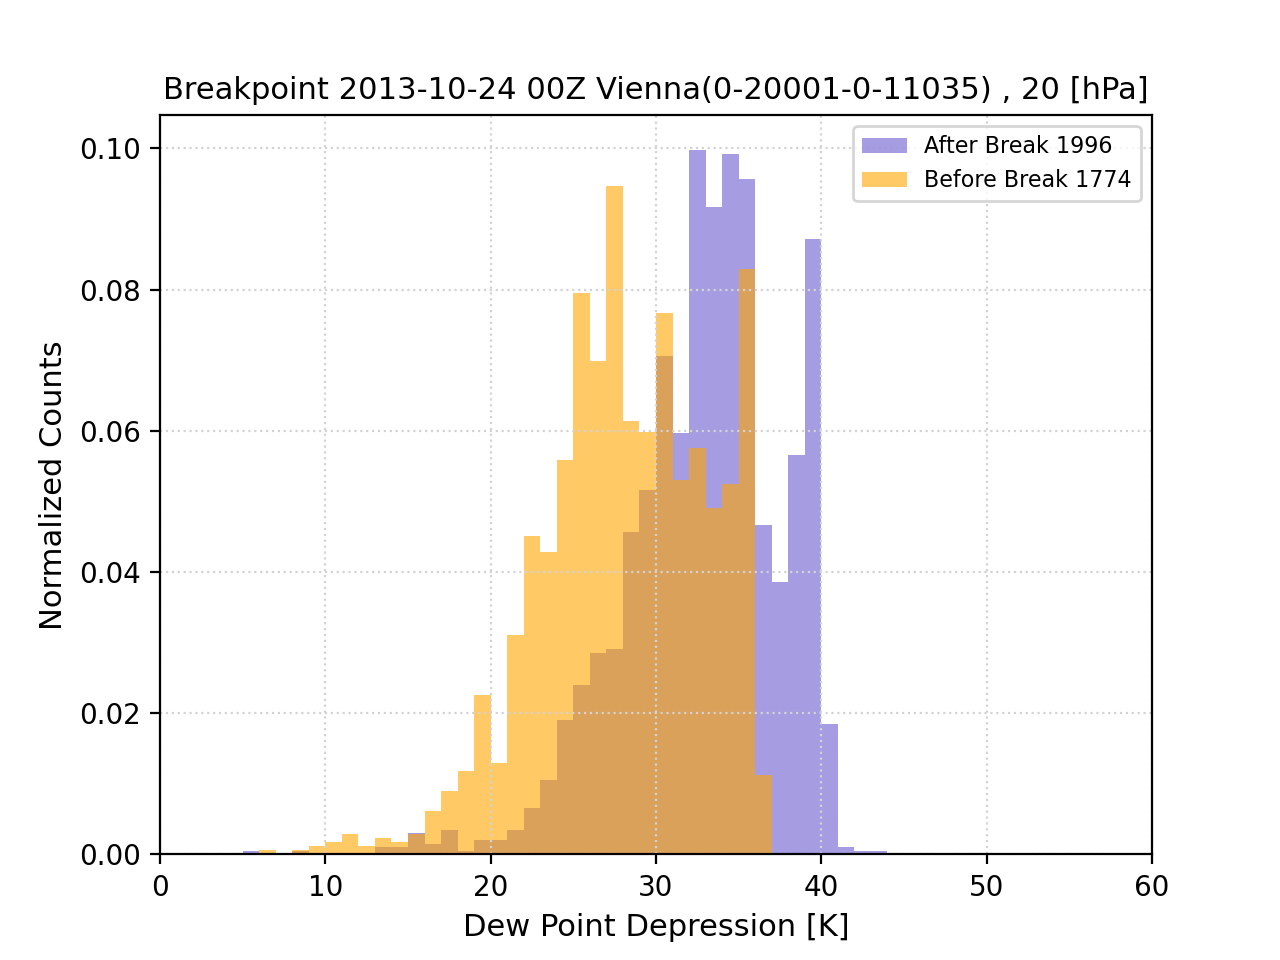 Breakpoint 2013-10-24 00Z Vienna(0-20001-0-11035) , 20 [hPa]
After Break 1996
Before Break 1774
0.10
0.08
0.06
0.04
0.02
0.00
Normalized Counts
0 10 20 30 40 50 60
Dew Point Depression [K]